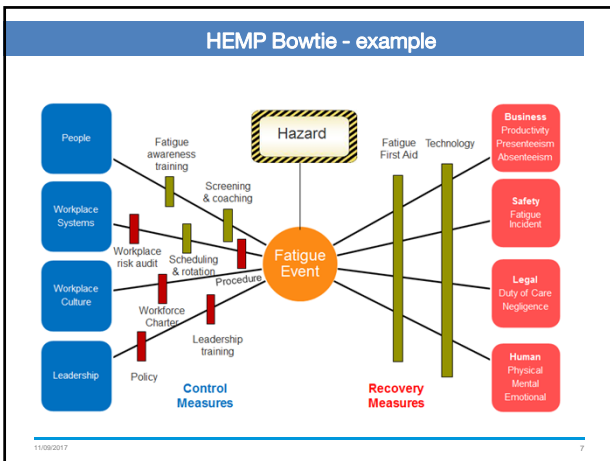 HEMP Bowtie - example
People
Workplace
Systems
Workplace
Culture
Leadership
Fatigue
awareness
training
Screening
& coaching
Workplace
risk audit
Scheduling
& rotation
Procedure
Workforce
Charter
Leadership
training
Policy
Control
Measures
Hazard
Fatigue
Event
Fatigue
First Aid
Technology
Recovery
Measures
Business
Productivity
Presenteeism
Absenteeism
Safety
Fatigue
Incident
Legal
Duty of Care
Negligence
Human
Physical
Mental
Emotional
11/09/2017
7